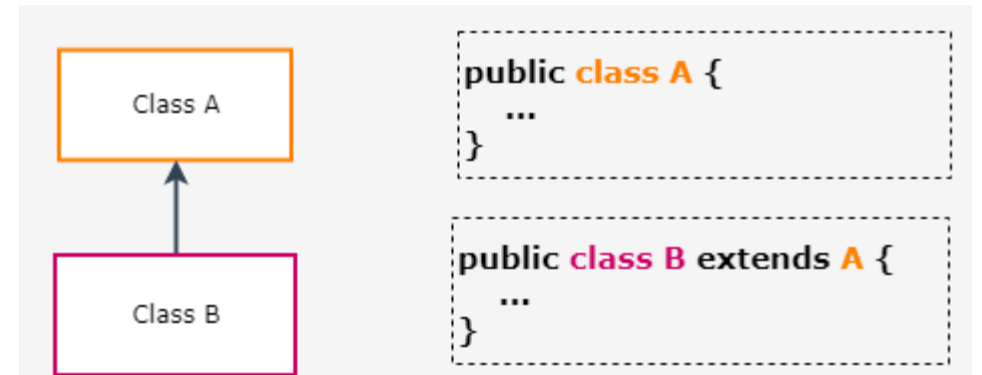 Class A
public class A {
...
}
Class B
public class B extends A {
...
}